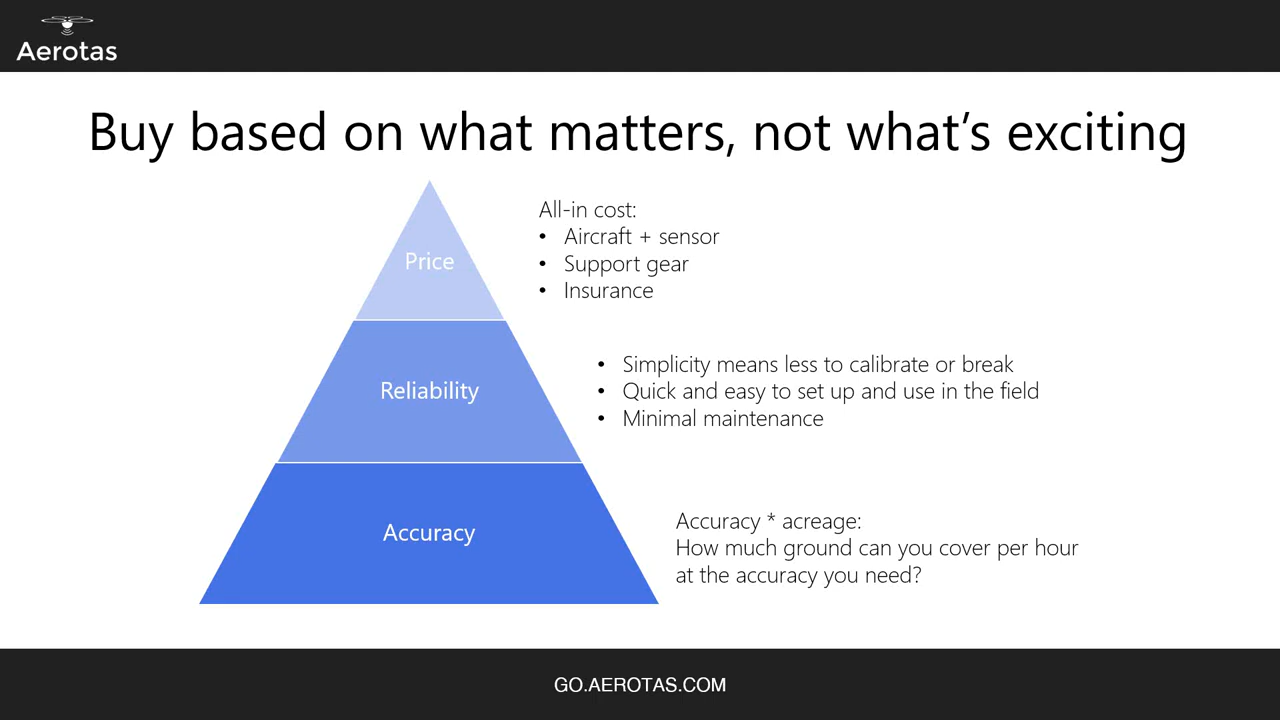 Aerotas
Buy based on what matters, not what’s exciting
Price
All-in cost:
• Aircraft + sensor
• Support gear
• Insurance
Reliability
• Simplicity means less to calibrate or break
• Quick and easy to set up and use in the field
• Minimal maintenance
Accuracy
Accuracy * acreage:
How much ground can you cover per hour
at the accuracy you need?
GO.AEROTAS.COM